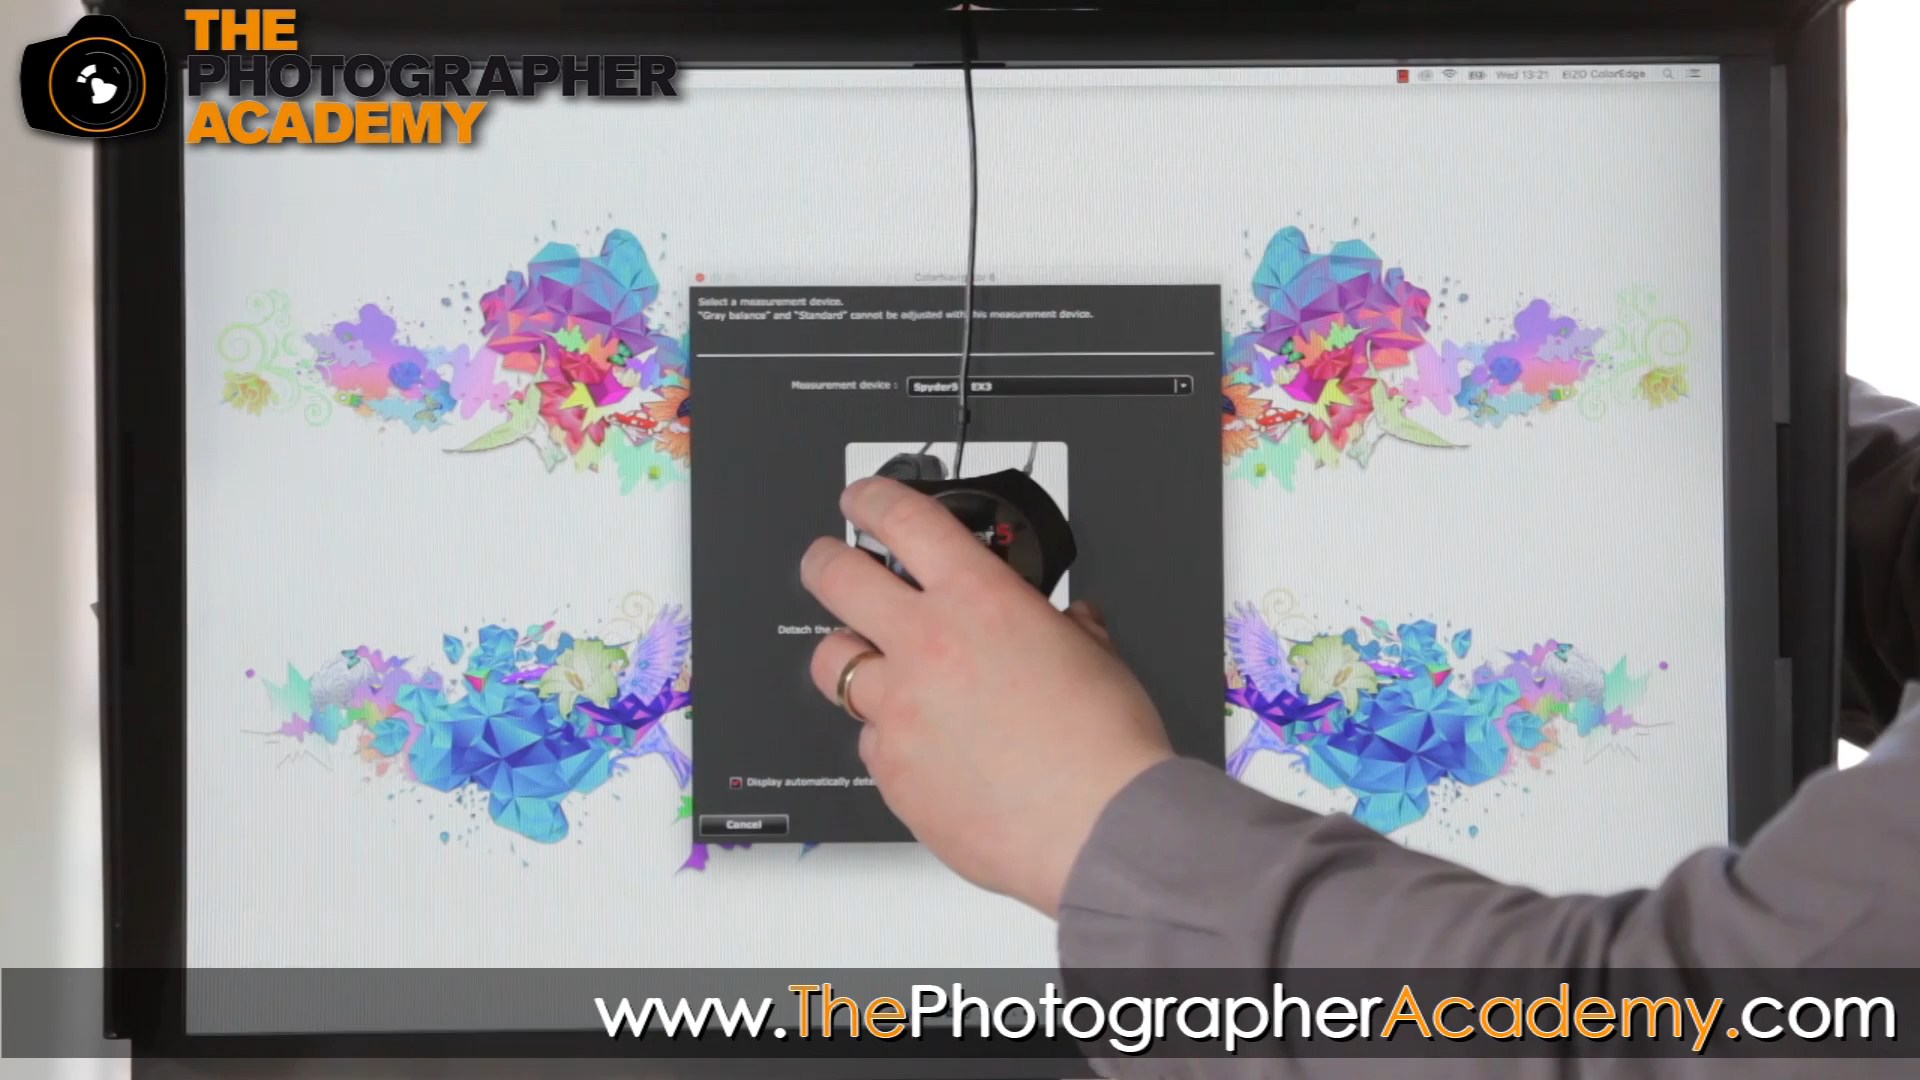 THE
PHOTOGRAPHER
ACADEMY
Wed 13:21 EIZO ColorEdge
Select a measurement device.
"Gray balance" and "Standard" cannot be adjusted with this measurement device.
Measurement device :
Spyder5 EX3
5
Detach the
Display automatically
Cancel
www.ThePhotographerAcademy.com